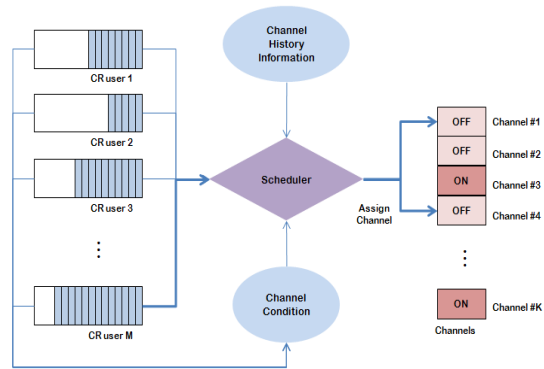 Channel
History
Information
CR user 1
CR user 2
CR user 3
CR user M
Scheduler
Channel
Condition
Assign
Channel
OFF Channel #1
OFF Channel #2
ON Channel #3
OFF Channel #4
ON Channel #K
Channels